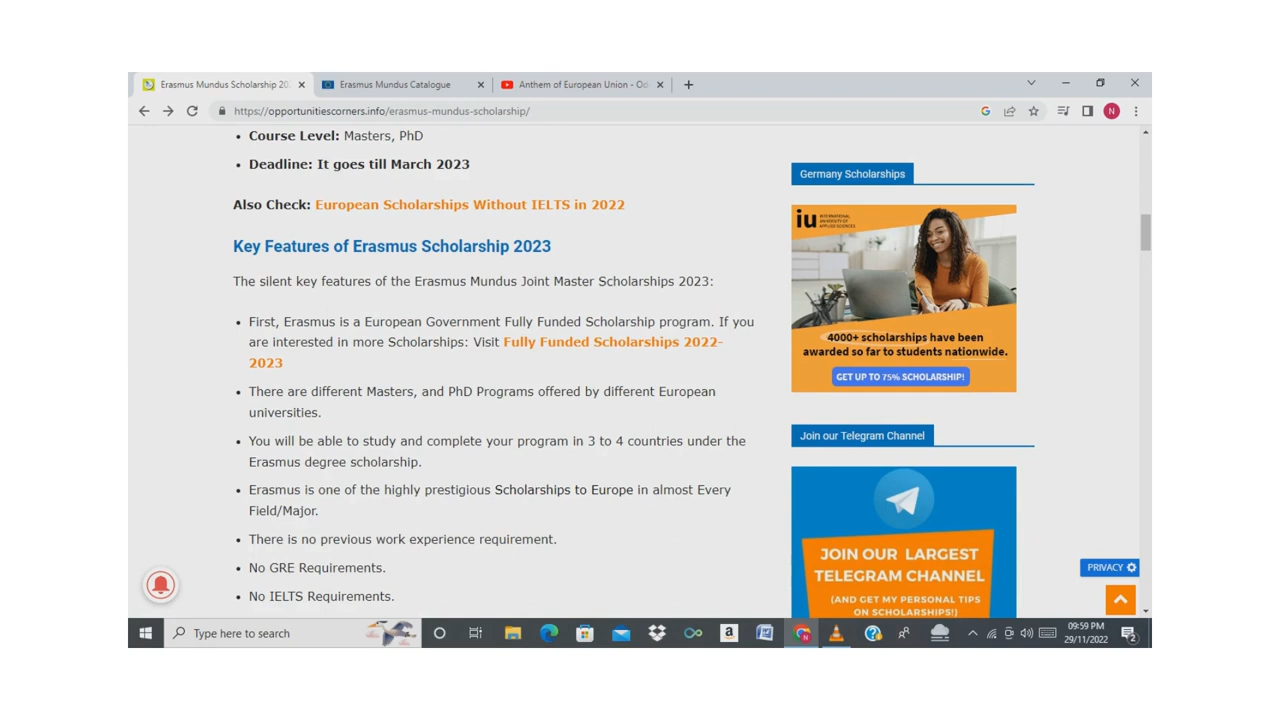 Erasmus Mundus Scholarship 202
Erasmus Mundus Catalogue
Anthem of European Union - Od
https://opportunitiescorners.info/erasmus-mundus-scholarship/
N
• Course Level: Masters, PhD
• Deadline: It goes till March 2023
Also Check: European Scholarships Without IELTS in 2022
Key Features of Erasmus Scholarship 2023
The silent key features of the Erasmus Mundus Joint Master Scholarships 2023:
• First, Erasmus is a European Government Fully Funded Scholarship program. If you
are interested in more Scholarships: Visit Fully Funded Scholarships 2022-
2023
• There are different Masters, and PhD Programs offered by different European
universities.
• You will be able to study and complete your program in 3 to 4 countries under the
Erasmus degree scholarship.
• Erasmus is one of the highly prestigious Scholarships to Europe in almost Every
Field/Major.
• There is no previous work experience requirement.
• No GRE Requirements.
• No IELTS Requirements.
Germany Scholarships
iu INTERNATIONAL
UNIVERSITY OF
APPLIED SCIENCES
4000+ scholarships have been
awarded so far to students nationwide.
GET UP TO 75% SCHOLARSHIP!
Join our Telegram Channel
JOIN OUR LARGEST
TELEGRAM CHANNEL
(AND GET MY PERSONAL TIPS
ON SCHOLARSHIPS!)
PRIVACY
Type here to search
a
N
09:59 PM
29/11/2022
2